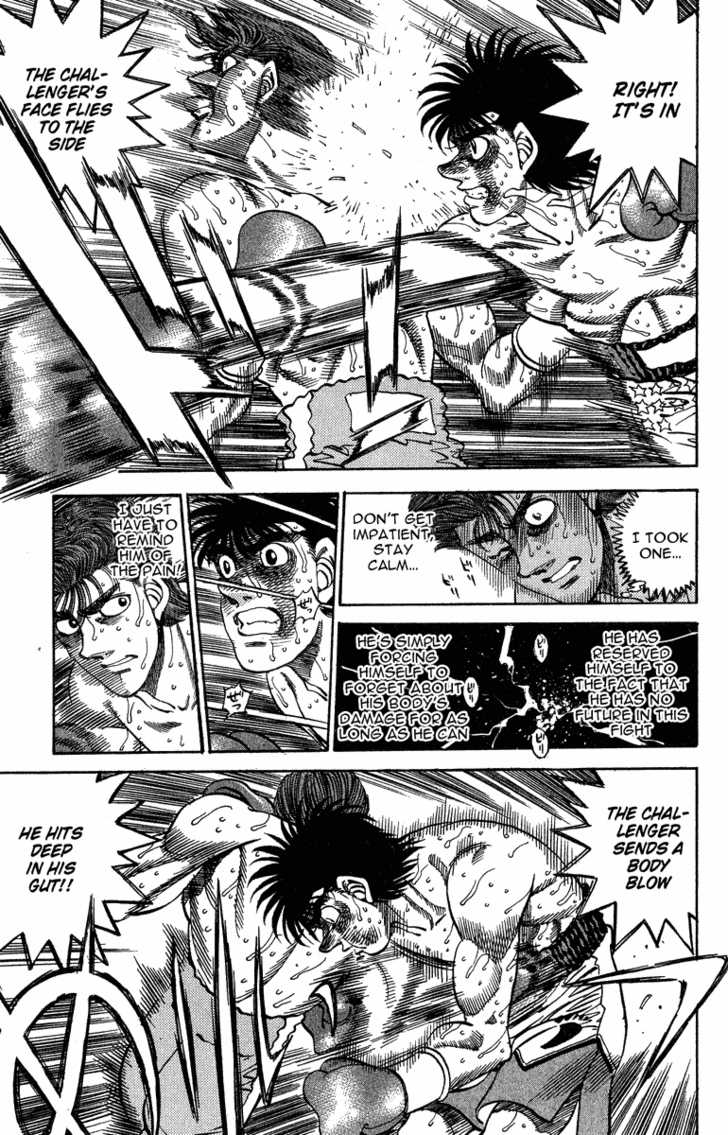 RIGHT!
IT'S IN
THE CHAL-
LENGER'S
FACE FLIES
TO THE
SIDE
I TOOK
ONE...
DON'T GET
IMPATIENT,
STAY
CALM...
I JUST
HAVE TO
REMIND
HIM OF
THE PAIN!
HE HAS
RESERVED
HIMSELF TO
THE FACT THAT
HE HAS NO
FUTURE IN THIS
FIGHT
HE'S SIMPLY
FORCING
HIMSELF TO
FORGET ABOUT
HIS BODY'S
DAMAGE FOR AS
LONG AS HE CAN
THE CHAL-
LENGER
SENDS A
BODY
BLOW
HE HITS
DEEP
IN HIS
GUT!!